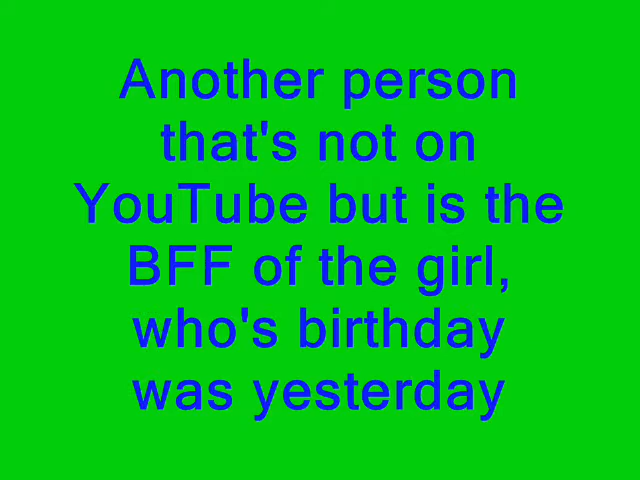 Another person
that's not on
YouTube but is the
BFF of the girl,
who's birthday
was yesterday